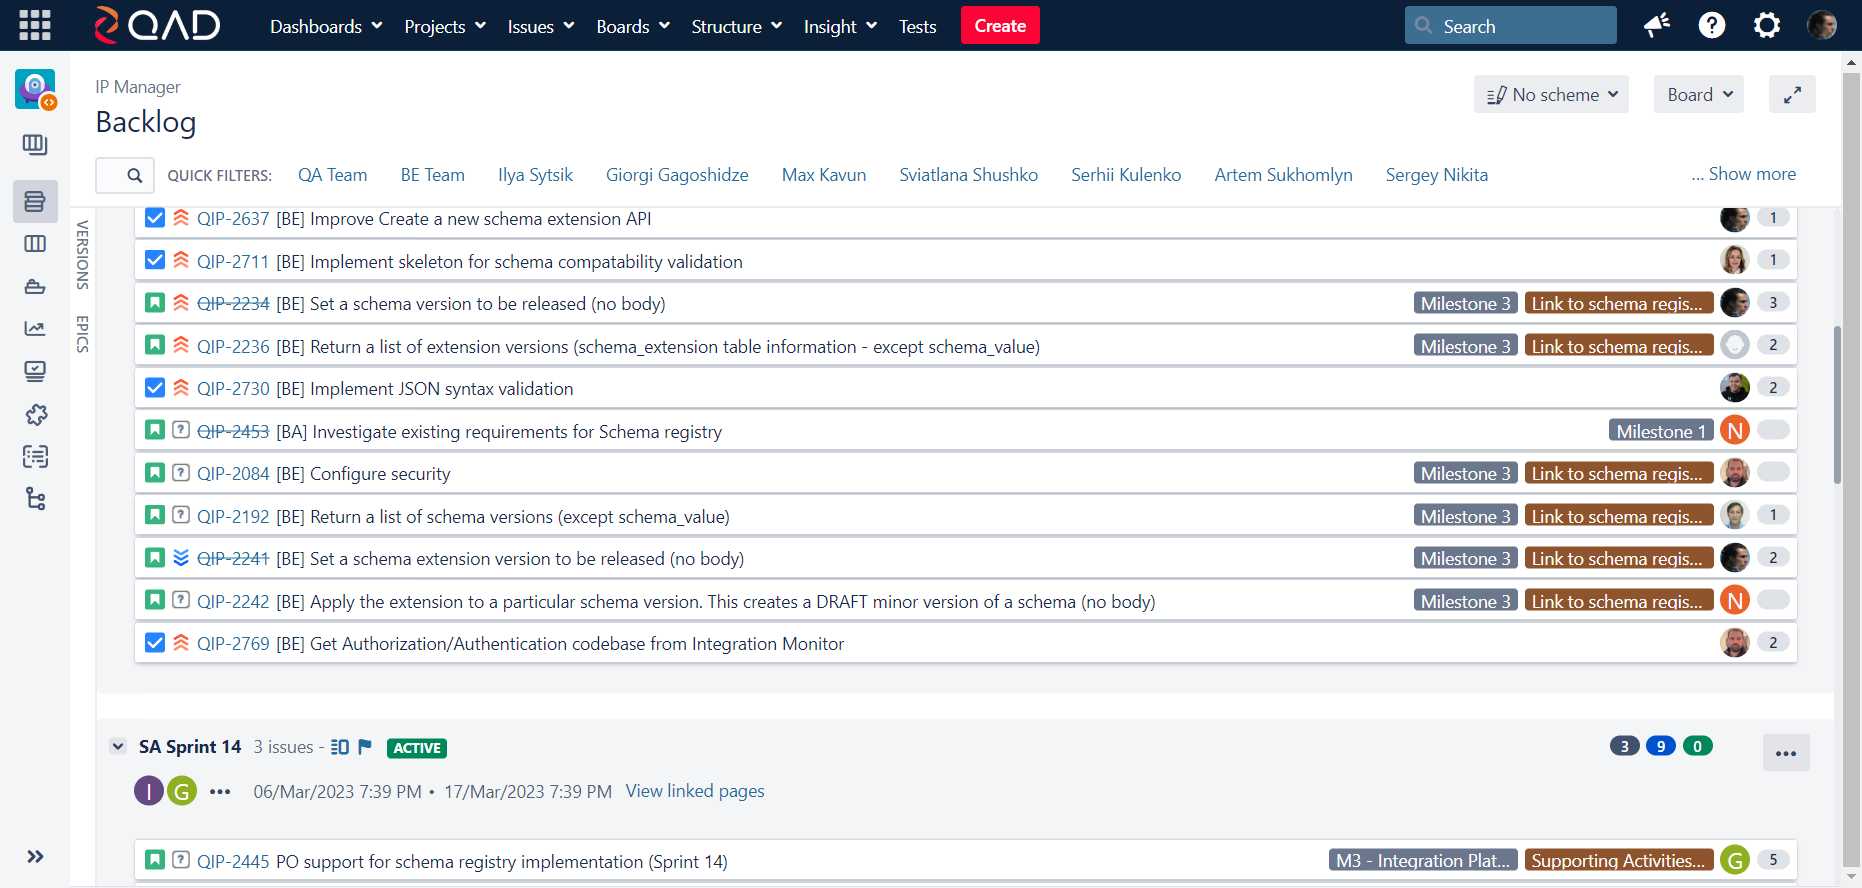 QAD Dashboards Projects Issues Boards Structure Insight Tests Create Search
IP Manager
Backlog
No scheme Board
QUICK FILTERS: QA Team BE Team Ilya Sytsik Giorgi Gagoshidze Max Kavun Sviatlana Shushko Serhii Kulenko Artem Sukhomlyn Sergey Nikita ... Show more
VERSIONS
EPICS
QIP-2637 [BE] Improve Create a new schema extension API 1
QIP-2711 [BE] Implement skeleton for schema compatability validation 1
QIP-2234 [BE] Set a schema version to be released (no body) Milestone 3 Link to schema regis... 3
QIP-2236 [BE] Return a list of extension versions (schema_extension table information - except schema_value) Milestone 3 Link to schema regis... 2
QIP-2730 [BE] Implement JSON syntax validation 2
QIP-2453 [BA] Investigate existing requirements for Schema registry Milestone 1 N
QIP-2084 [BE] Configure security Milestone 3 Link to schema regis...
QIP-2192 [BE] Return a list of schema versions (except schema_value) Milestone 3 Link to schema regis... 1
QIP-2241 [BE] Set a schema extension version to be released (no body) Milestone 3 Link to schema regis... 2
QIP-2242 [BE] Apply the extension to a particular schema version. This creates a DRAFT minor version of a schema (no body) Milestone 3 Link to schema regis... N
QIP-2769 [BE] Get Authorization/Authentication codebase from Integration Monitor 2
SA Sprint 14 3 issues - ACTIVE 3 9 0 •••
I G ••• 06/Mar/2023 7:39 PM • 17/Mar/2023 7:39 PM View linked pages
QIP-2445 PO support for schema registry implementation (Sprint 14) M3 - Integration Plat... Supporting Activities... G 5